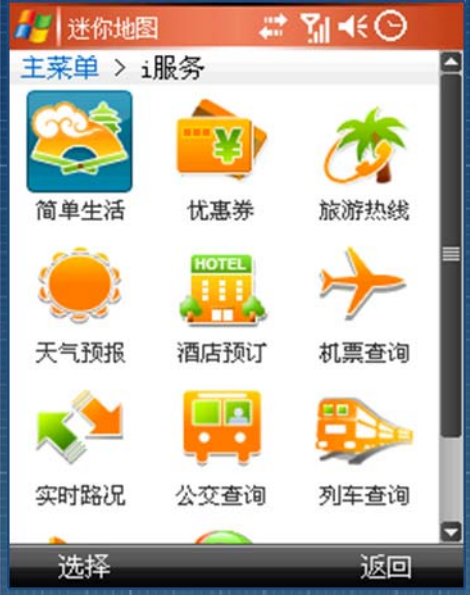 迷你地图
主菜单 > i服务
简单生活 优惠券 旅游热线
HOTEL
天气预报 酒店预订 机票查询
实时路况 公交查询 列车查询
选择 返回